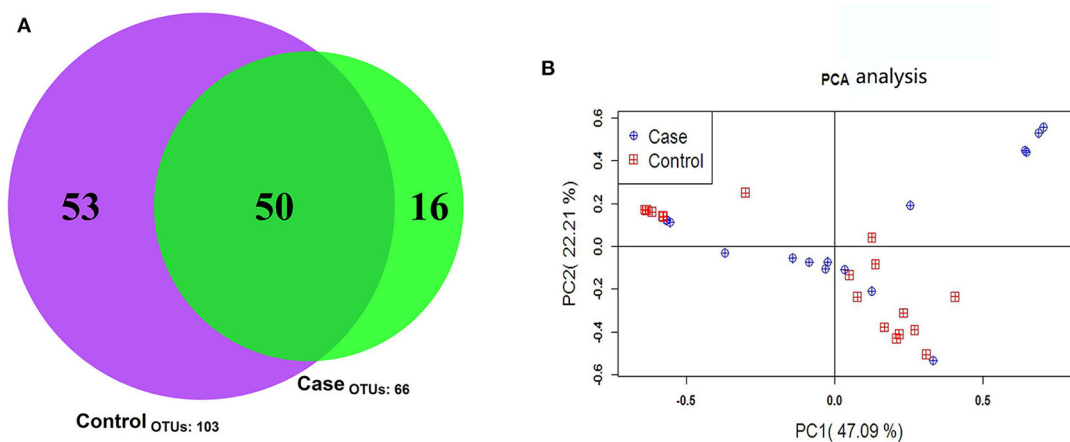 A
53
50
16
Case OTUs: 66
Control OTUs: 103
B
PCA analysis
Case
Control
0.6
0.4
0.2
0.0
-0.2
-0.4
-0.6
PC2( 22.21 %)
-0.5
0.0
0.5
PC1( 47.09 %)